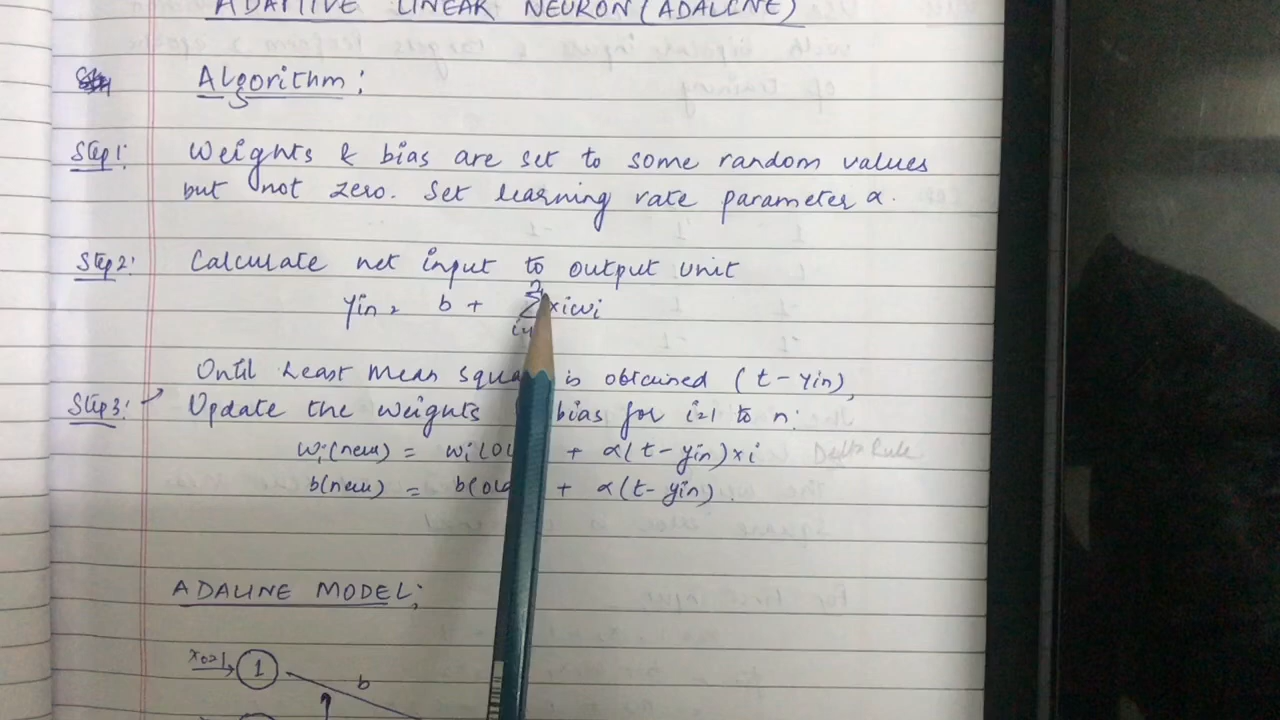 ADAPTIVE LINEAR NEURON (ADALINE)
Algorithm:
Step1: Weights & bias are set to some random values
but not zero. Set learning rate parameter α.
Step2: Calculate net input to output unit
yin = b + Σ xiwi
Until Least Mean Square is obtained (t - yin),
Step3: Update the weights bias for i=1 to n:
wi(new) = wi(old + α(t - yin)xi Delta Rule
b(new) = b(old + α(t - yin).
ADALINE MODEL:
x0=1 1 b